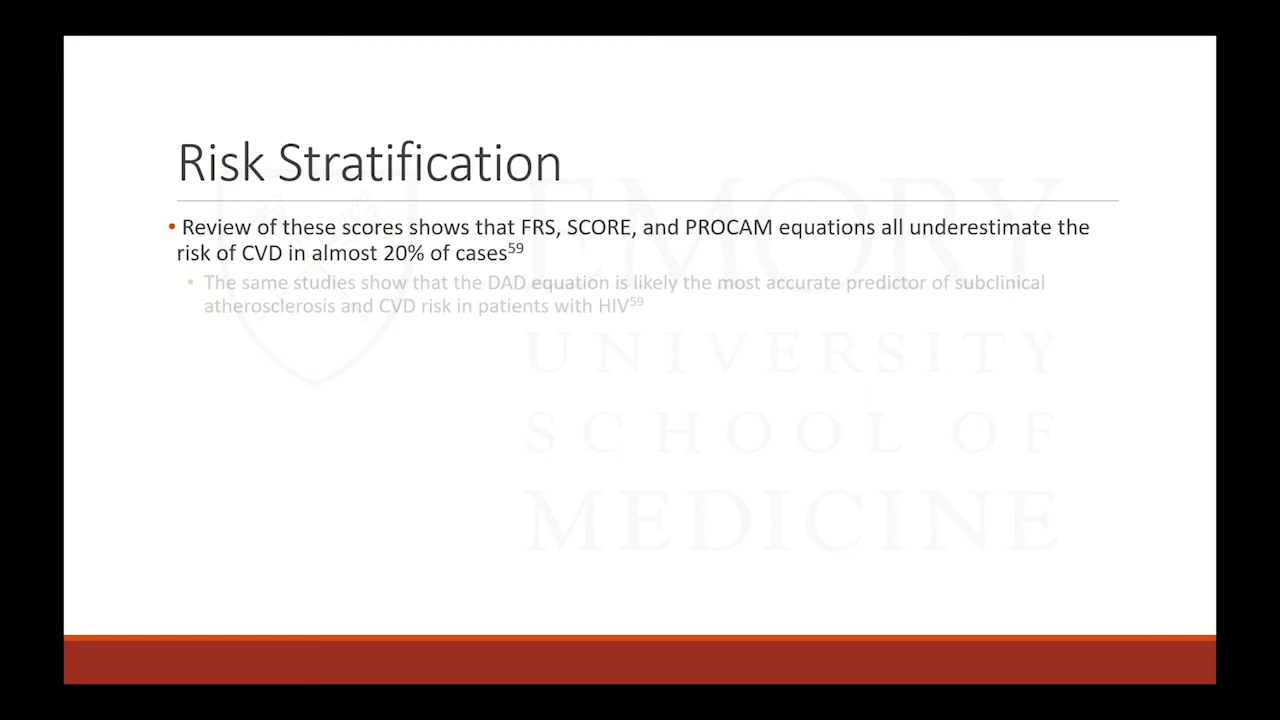 Risk Stratification
• Review of these scores shows that FRS, SCORE, and PROCAM equations all underestimate the
risk of CVD in almost 20% of cases59
• The same studies show that the DAD equation is likely the most accurate predictor of subclinical
atherosclerosis and CVD risk in patients with HIV59
EMORY
UNIVERSITY
SCHOOL OF
MEDICINE